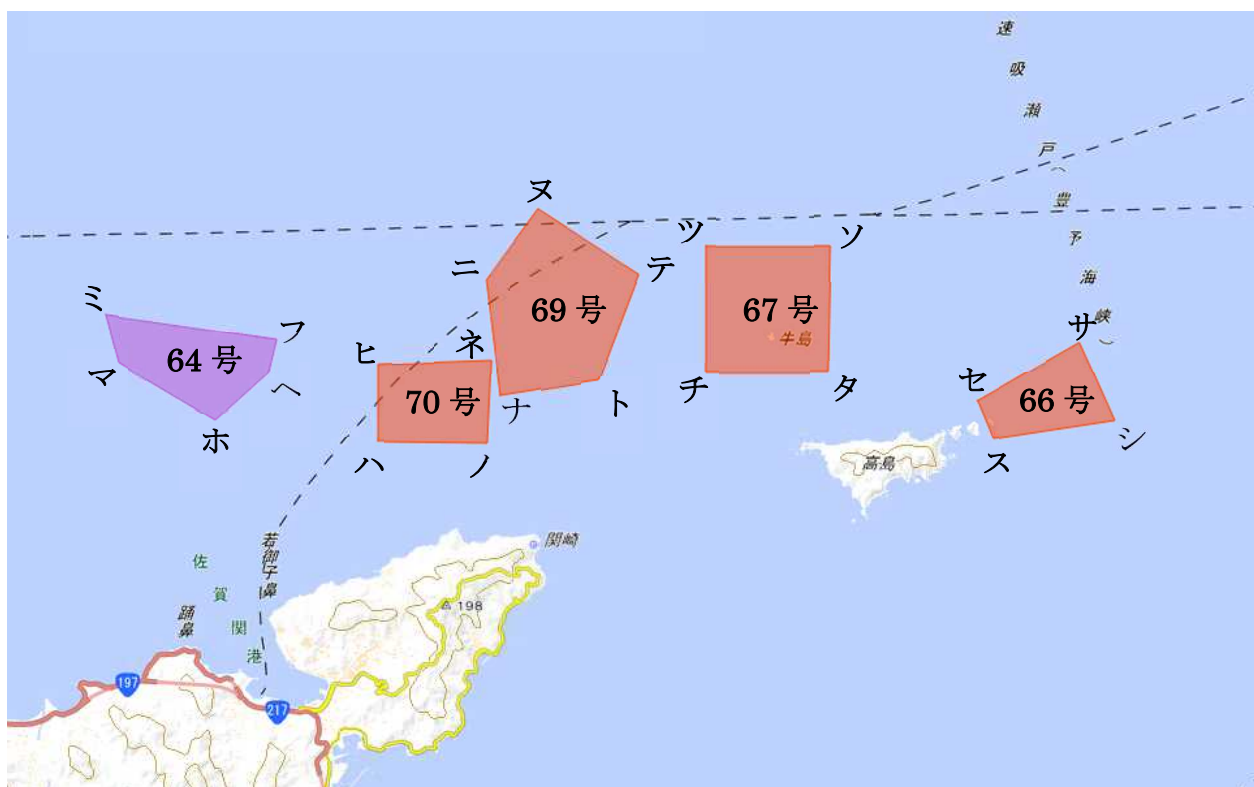 速吸瀬戸(豊予海峡)
ヌ
ツ
ソ
ニ
テ
ミ
69 号
67 号
牛島
フ
サ
64 号
ヒ
ネ
マ
ヘ
チ
タ
セ
70 号
ナ
ト
66 号
ホ
シ
ハ
ノ
ス
高島
関崎
若御子鼻
佐賀関港
198
踊鼻
197
217